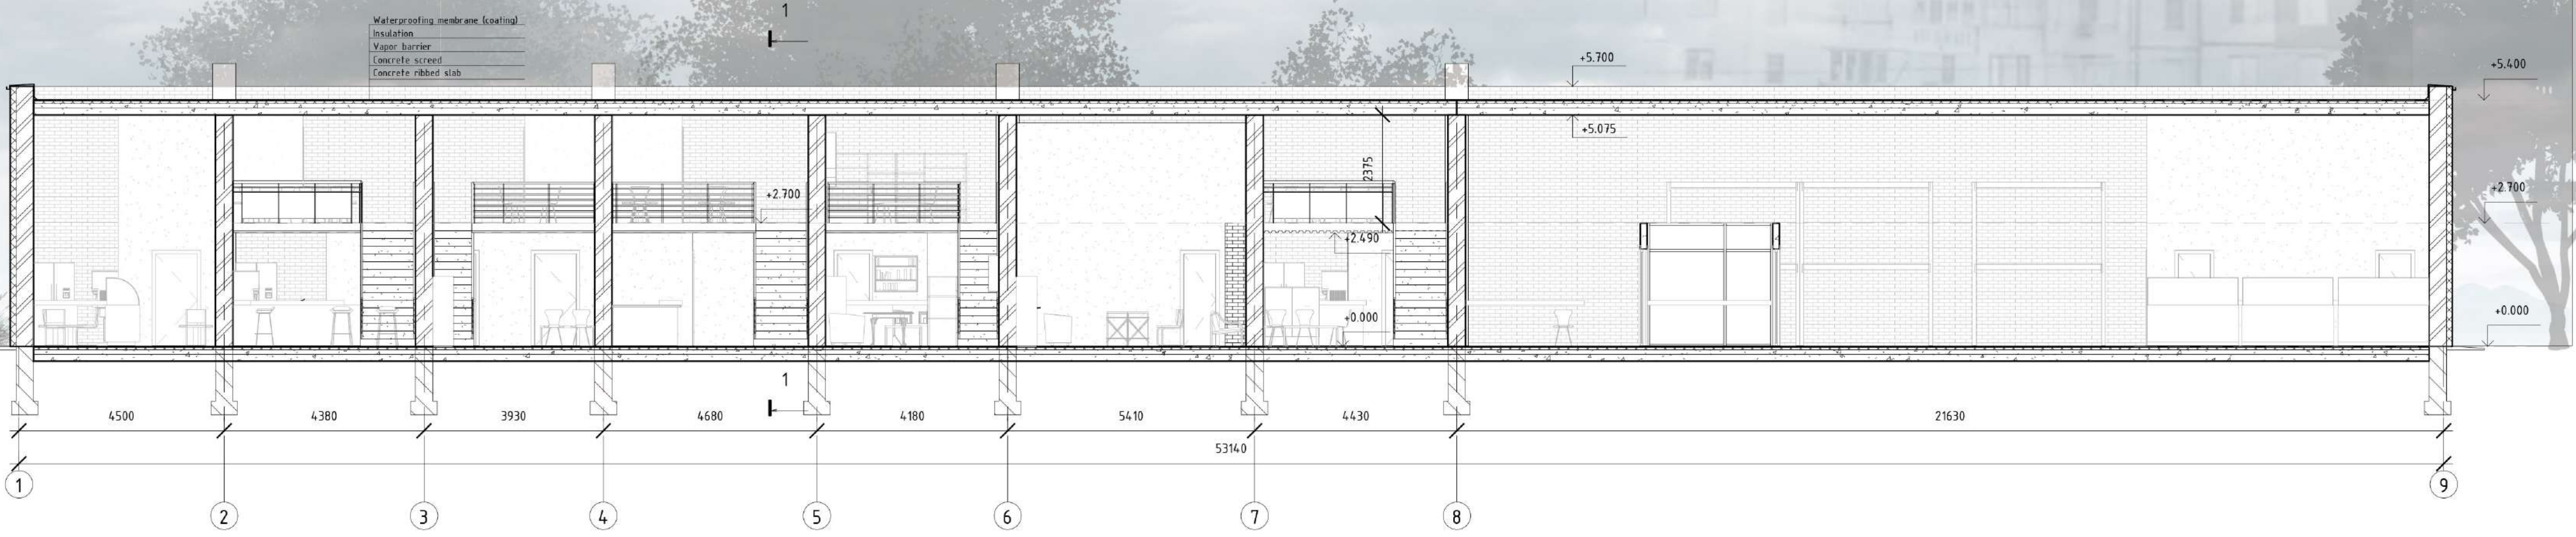 1
Waterproofing membrane (coating)
Insulation
Vapor barrier
Concrete screed
Concrete ribbed slab
+5.700
+5.400
+5.075
2375
+2.700
+2.700
+2.490
+0.000
+0.000
1
4500 4380 3930 4680 4180 5410 4430 21630
53140
1 2 3 4 5 6 7 8 9